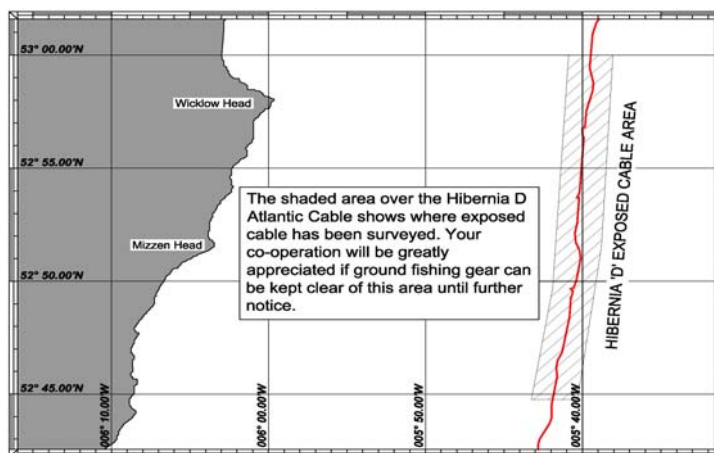 53° 00.00'N
Wicklow Head
52° 55.00'N
The shaded area over the Hibernia D
Atlantic Cable shows where exposed
cable has been surveyed. Your
co-operation will be greatly
appreciated if ground fishing gear can
be kept clear of this area until further
notice.
Mizzen Head
52° 50.00'N
HIBERNIA 'D' EXPOSED CABLE AREA
52° 45.00'N
006° 10.00'W
006° 00.00'W
005° 50.00'W
005° 40.00'W